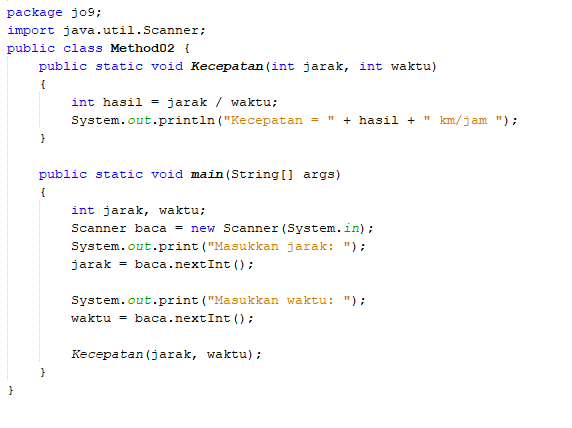 package jo9;
import java.util.Scanner;
public class Method02 {
public static void Kecepatan(int jarak, int waktu)
{
int hasil = jarak / waktu;
System.out.println("Kecepatan = " + hasil + " km/jam ");
}
public static void main(String[] args)
{
int jarak, waktu;
Scanner baca = new Scanner(System.in);
System.out.print("Masukkan jarak: ");
jarak = baca.nextInt();
System.out.print("Masukkan waktu: ");
waktu = baca.nextInt();
Kecepatan(jarak, waktu);
}
}